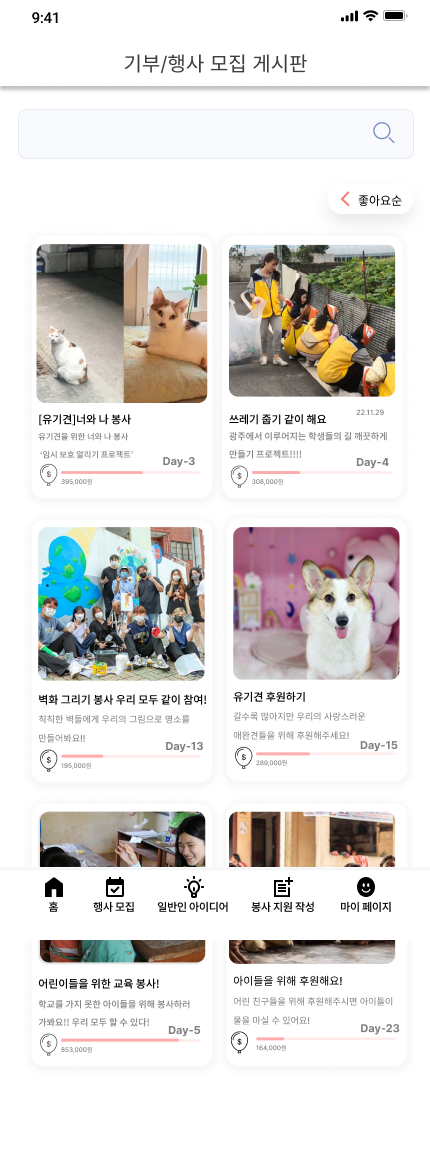 9:41
기부/행사 모집 게시판
좋아요순
[유기견]너와 나 봉사
유기견을 위한 너와 나 봉사
‘임시 보호 알리기 프로젝트’
Day-3
$
395,000원
쓰레기 줍기 같이 해요
22.11.29
광주에서 이루어지는 학생들의 길 깨끗하게
만들기 프로젝트!!!!
Day-4
$
308,000원
벽화 그리기 봉사 우리 모두 같이 참여!
칙칙한 벽들에게 우리의 그림으로 명소를
만들어봐요!!
Day-13
$
195,000원
유기견 후원하기
갈수록 많아지만 우리의 사랑스러운
애완견들을 위해 후원해주세요!
Day-15
$
289,000원
홈
행사 모집
일반인 아이디어
봉사 지원 작성
마이 페이지
어린이들을 위한 교육 봉사!
학교를 가지 못한 아이들을 위해 봉사하러
가봐요!! 우리 모두 할 수 있다!
Day-5
$
853,000원
아이들을 위해 후원해요!
어린 친구들을 위해 후원해주시면 아이들이
물을 마실 수 있어요!
Day-23
$
164,000원